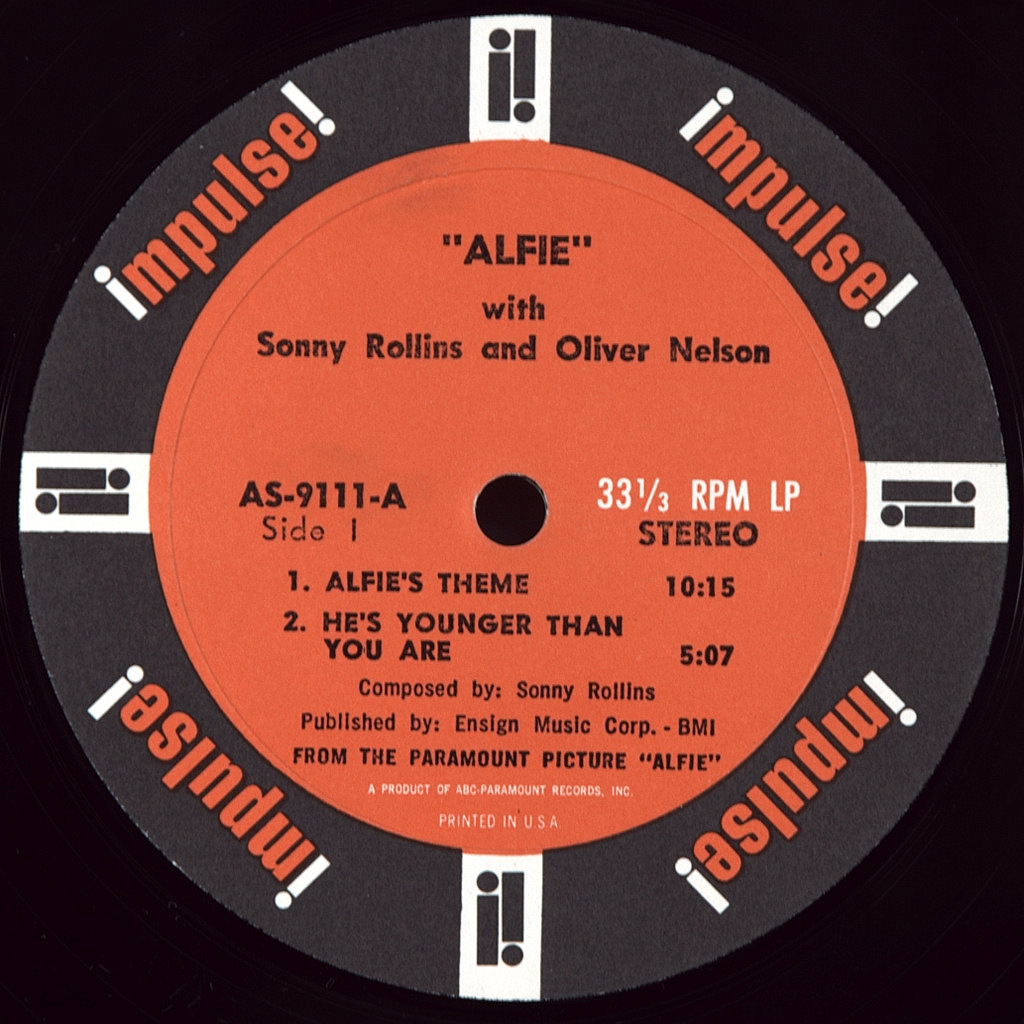 impulse!
impulse!
"ALFIE"
with
Sonny Rollins and Oliver Nelson
AS-9111-A
Side 1
33⅓ RPM LP
STEREO
1. ALFIE'S THEME 10:15
2. HE'S YOUNGER THAN
YOU ARE 5:07
Composed by: Sonny Rollins
Published by: Ensign Music Corp. - BMI
FROM THE PARAMOUNT PICTURE "ALFIE"
A PRODUCT OF ABC-PARAMOUNT RECORDS, INC.
PRINTED IN U.S.A.
impulse!
impulse!